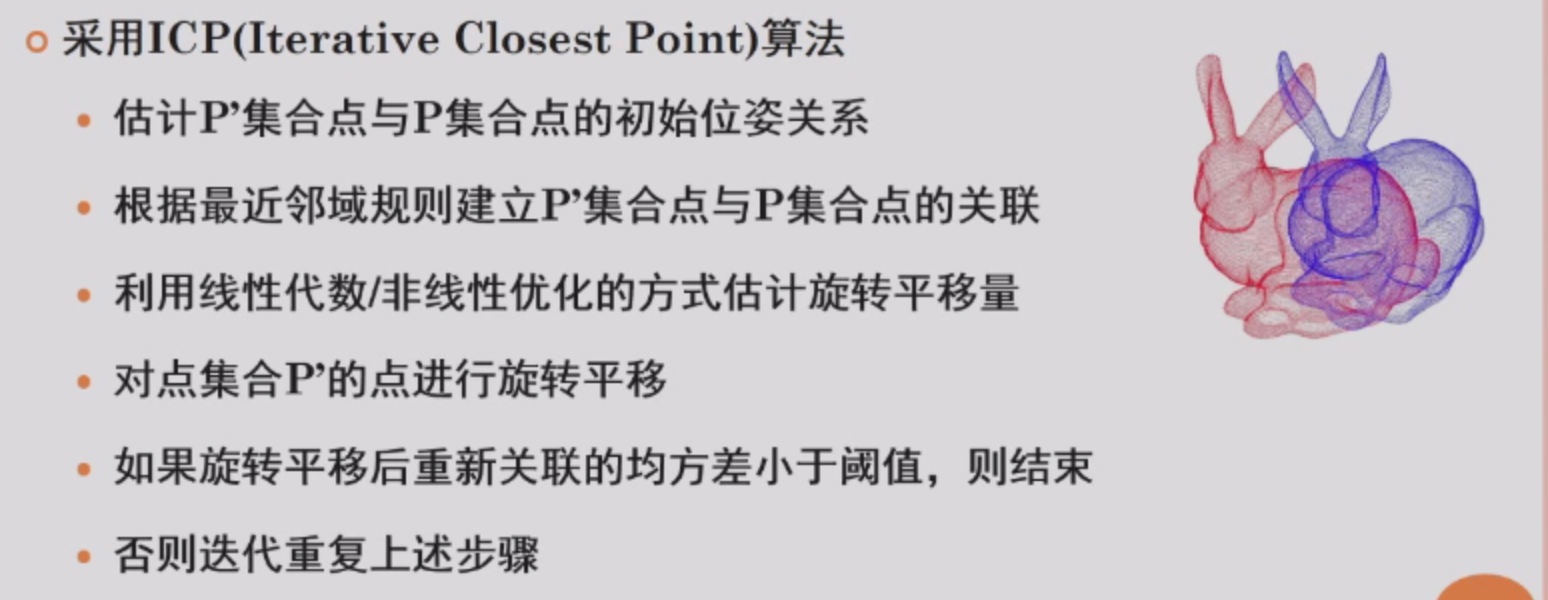 采用ICP(Iterative Closest Point)算法
估计P’集合点与P集合点的初始位姿关系
根据最近邻域规则建立P’集合点与P集合点的关联
利用线性代数/非线性优化的方式估计旋转平移量
对点集合P’的点进行旋转平移
如果旋转平移后重新关联的均方差小于阈值，则结束
否则迭代重复上述步骤